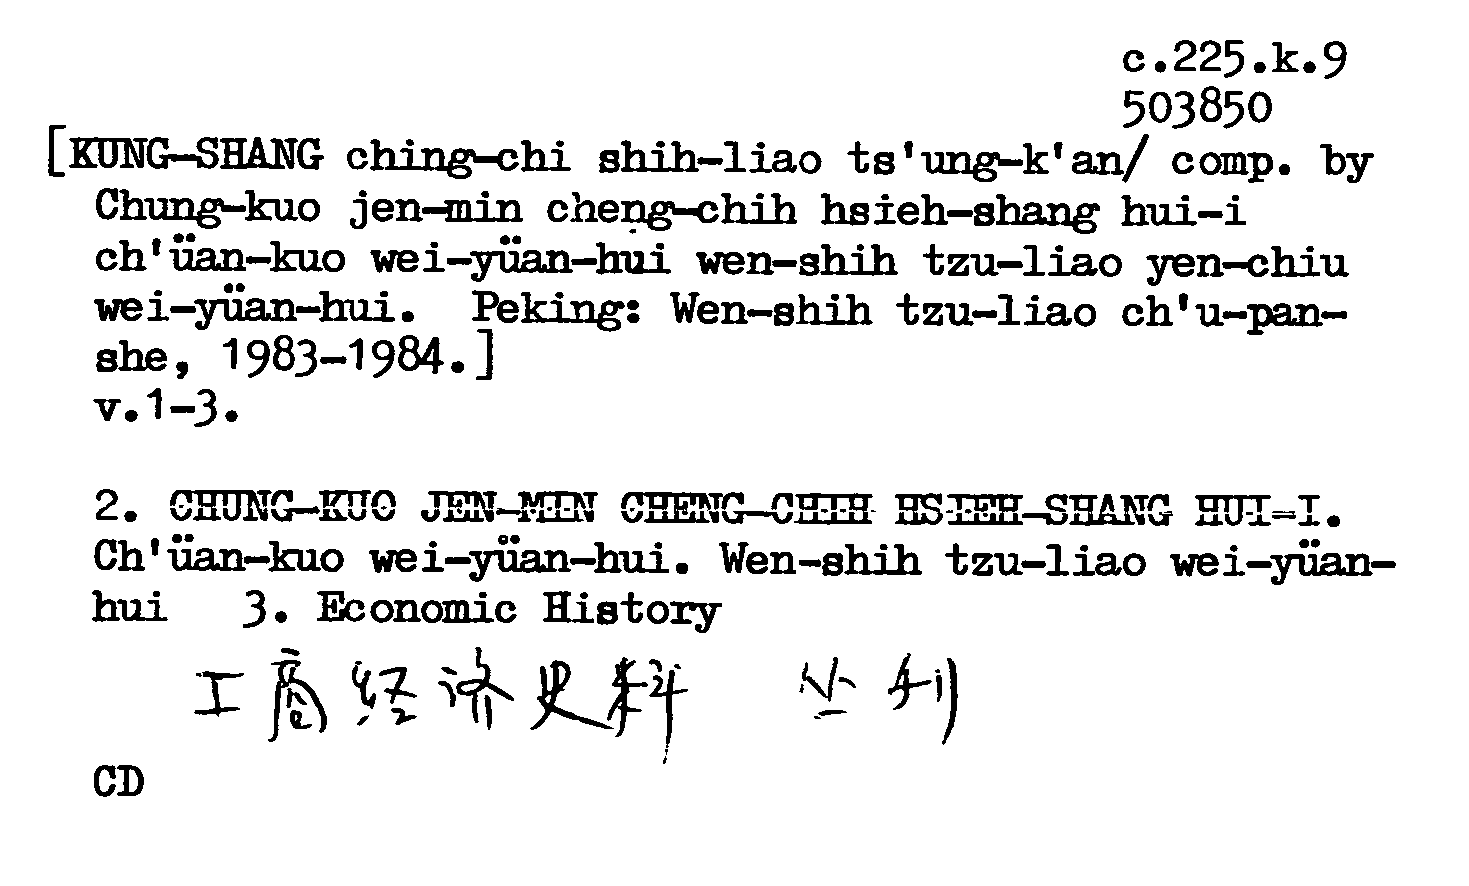 c.225.k.9
503850
[KUNG-SHANG ching-chi shih-liao ts'ung-k'an/ comp. by
Chung-kuo jen-min cheng-chih hsieh-shang hui-i
ch'üan-kuo wei-yüan-hui wen-shih tzu-liao yen-chiu
wei-yüan-hui. Peking: Wen-shih tzu-liao ch'u-pan-
she, 1983-1984.]
v.1-3.
2. CHUNG-KUO JEN-MIN CHENG-CHIH HSIEH-SHANG HUI-I.
Ch'üan-kuo wei-yüan-hui. Wen-shih tzu-liao wei-yüan-
hui 3. Economic History
工商经济史料 丛刊
CD